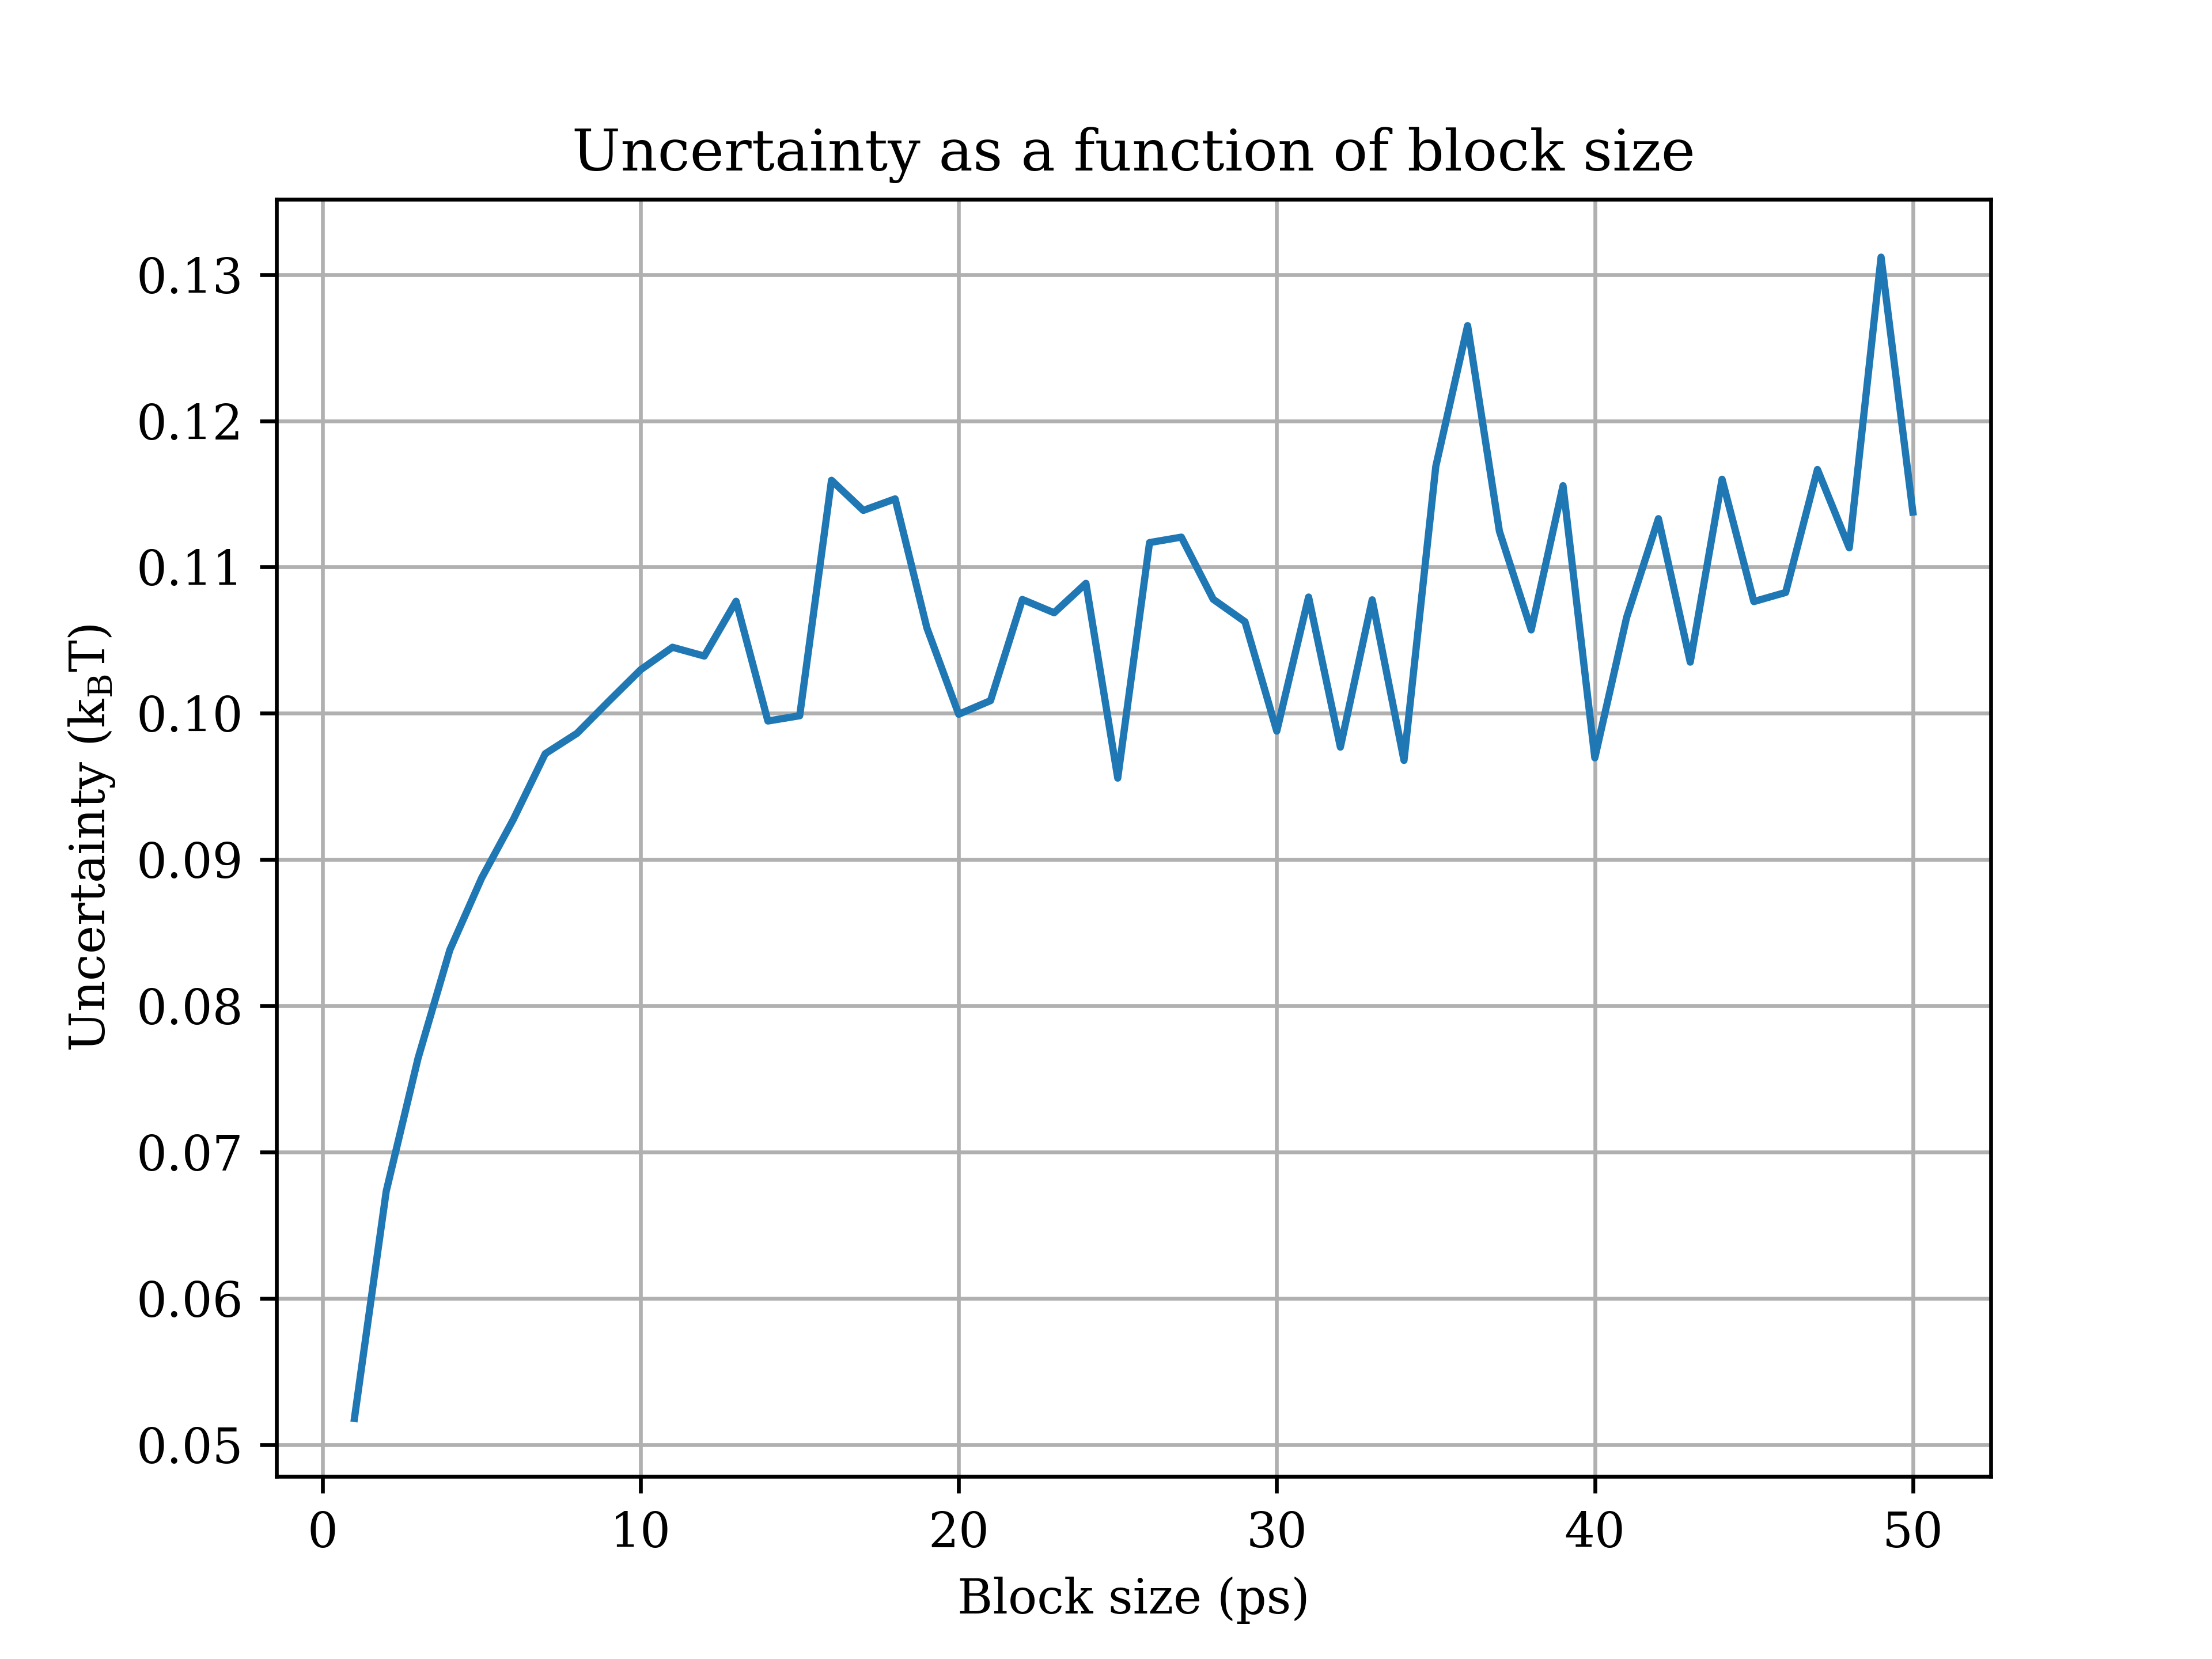 Uncertainty as a function of block size
Uncertainty (k_BT)
0.13
0.12
0.11
0.10
0.09
0.08
0.07
0.06
0.05
0 10 20 30 40 50
Block size (ps)